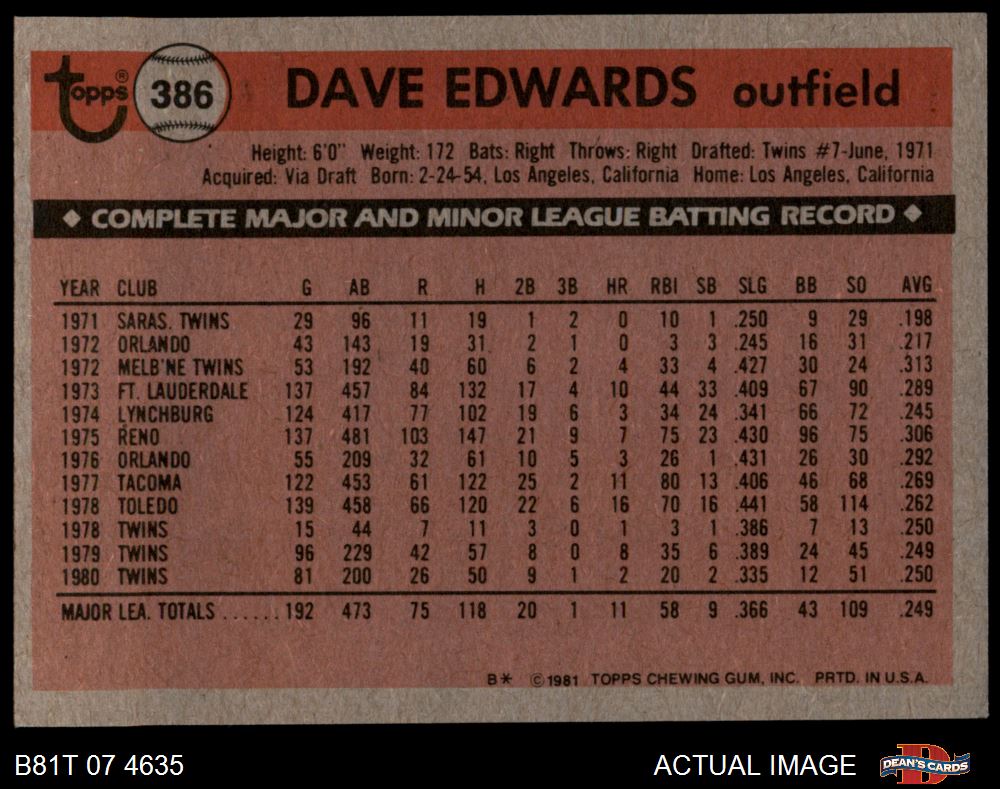 Topps® 386 DAVE EDWARDS outfield
Height: 6'0" Weight: 172 Bats: Right Throws: Right Drafted: Twins #7-June, 1971
Acquired: Via Draft Born: 2-24-54, Los Angeles, California Home: Los Angeles, California
◆ COMPLETE MAJOR AND MINOR LEAGUE BATTING RECORD ◆
YEAR CLUB G AB R H 2B 3B HR RBI SB SLG BB SO AVG
1971 SARAS. TWINS 29 96 11 19 1 2 0 10 1 .250 9 29 .198
1972 ORLANDO 43 143 19 31 2 1 0 3 3 .245 16 31 .217
1972 MELB'NE TWINS 53 192 40 60 6 2 4 33 4 .427 30 24 .313
1973 FT. LAUDERDALE 137 457 84 132 17 4 10 44 33 .409 67 90 .289
1974 LYNCHBURG 124 417 77 102 19 6 3 34 24 .341 66 72 .245
1975 RENO 137 481 103 147 21 9 7 75 23 .430 96 75 .306
1976 ORLANDO 55 209 32 61 10 5 3 26 1 .431 26 30 .292
1977 TACOMA 122 453 61 122 25 2 11 80 13 .406 46 68 .269
1978 TOLEDO 139 458 66 120 22 6 16 70 16 .441 58 114 .262
1978 TWINS 15 44 7 11 3 0 1 3 1 .386 7 13 .250
1979 TWINS 96 229 42 57 8 0 8 35 6 .389 24 45 .249
1980 TWINS 81 200 26 50 9 1 2 20 2 .335 12 51 .250
MAJOR LEA. TOTALS ...... 192 473 75 118 20 1 11 58 9 .366 43 109 .249
B* ©1981 TOPPS CHEWING GUM, INC. PRTD. IN U.S.A.
B81T 07 4635 ACTUAL IMAGE D DEAN'S CARDS